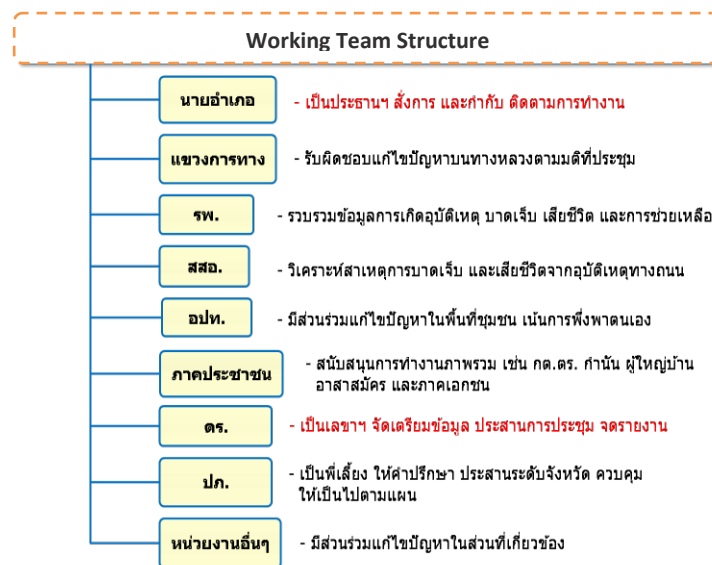 Working Team Structure
นายอำเภอ - เป็นประธานฯ สั่งการ และกำกับ ติดตามการทำงาน
แขวงการทาง - รับผิดชอบแก้ไขปัญหาบนทางหลวงตามมติที่ประชุม
รพ. - รวบรวมข้อมูลการเกิดอุบัติเหตุ บาดเจ็บ เสียชีวิต และการช่วยเหลือ
สสอ. - วิเคราะห์สาเหตุการบาดเจ็บ และเสียชีวิตจากอุบัติเหตุทางถนน
อปท. - มีส่วนร่วมแก้ไขปัญหาในพื้นที่ชุมชน เน้นการพึ่งพาตนเอง
ภาคประชาชน - สนับสนุนการทำงานภาพรวม เช่น กต.ตร. กำนัน ผู้ใหญ่บ้าน
อาสาสมัคร และภาคเอกชน
ตร. - เป็นเลขาฯ จัดเตรียมข้อมูล ประสานการประชุม จดรายงาน
ปภ. - เป็นพี่เลี้ยง ให้คำปรึกษา ประสานระดับจังหวัด ควบคุม
ให้เป็นไปตามแผน
หน่วยงานอื่นๆ - มีส่วนร่วมแก้ไขปัญหาในส่วนที่เกี่ยวข้อง